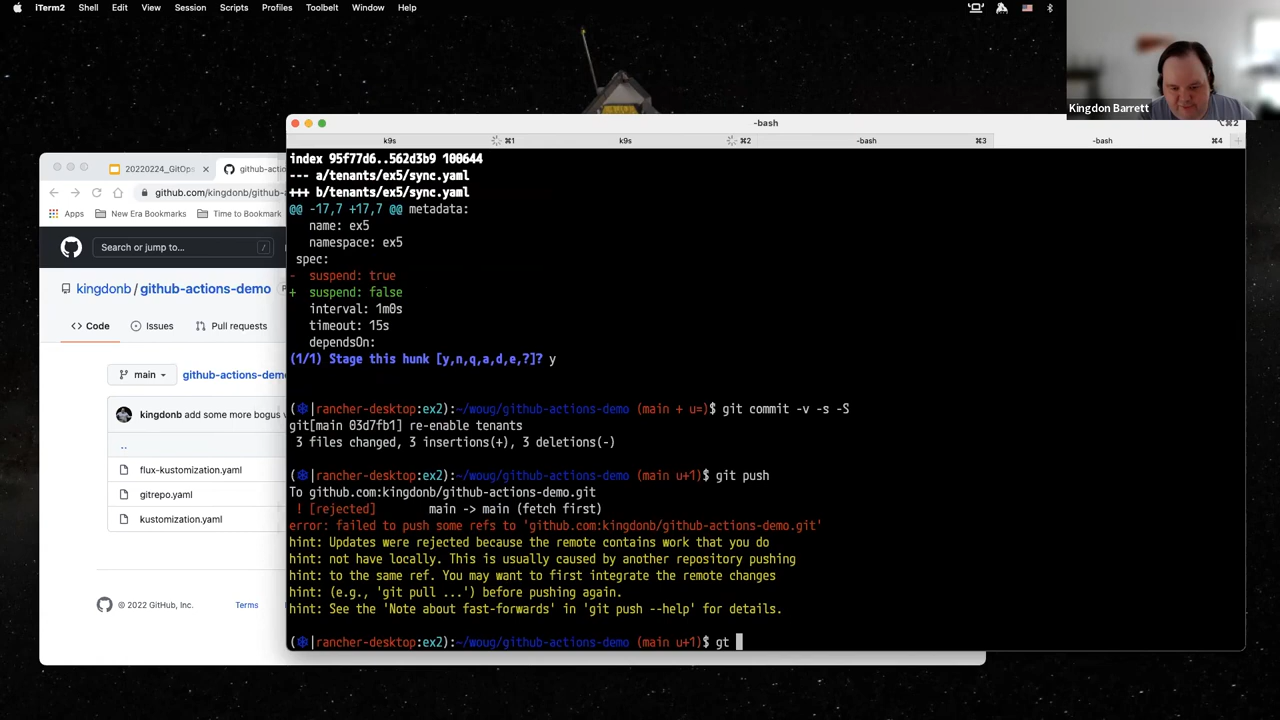 iTerm2 Shell Edit View Session Scripts Profiles Toolbelt Window Help
Kingdon Barrett
-bash
⌥⌘2
k9s ⌘1 k9s ⌘2 -bash ⌘3 -bash ⌘4
20220224_GitOps
github-actio
github.com/kingdonb/github-
Apps New Era Bookmarks Time to Bookmark
Search or jump to... /
kingdonb / github-actions-demo
Code Issues Pull requests
main github-actions-demo
kingdonb add some more bogus
..
flux-kustomization.yaml
gitrepo.yaml
kustomization.yaml
© 2022 GitHub, Inc. Terms
index 95f77d6..562d3b9 100644
--- a/tenants/ex5/sync.yaml
+++ b/tenants/ex5/sync.yaml
@@ -17,7 +17,7 @@ metadata:
name: ex5
namespace: ex5
spec:
- suspend: true
+ suspend: false
interval: 1m0s
timeout: 15s
dependsOn:
(1/1) Stage this hunk [y,n,q,a,d,e,?]? y
(⎈|rancher-desktop:ex2):~/woug/github-actions-demo (main + u=)$ git commit -v -s -S
git[main 03d7fb1] re-enable tenants
3 files changed, 3 insertions(+), 3 deletions(-)
(⎈|rancher-desktop:ex2):~/woug/github-actions-demo (main u+1)$ git push
To github.com:kingdonb/github-actions-demo.git
! [rejected] main -> main (fetch first)
error: failed to push some refs to 'github.com:kingdonb/github-actions-demo.git'
hint: Updates were rejected because the remote contains work that you do
hint: not have locally. This is usually caused by another repository pushing
hint: to the same ref. You may want to first integrate the remote changes
hint: (e.g., 'git pull ...') before pushing again.
hint: See the 'Note about fast-forwards' in 'git push --help' for details.
(⎈|rancher-desktop:ex2):~/woug/github-actions-demo (main u+1)$ gt